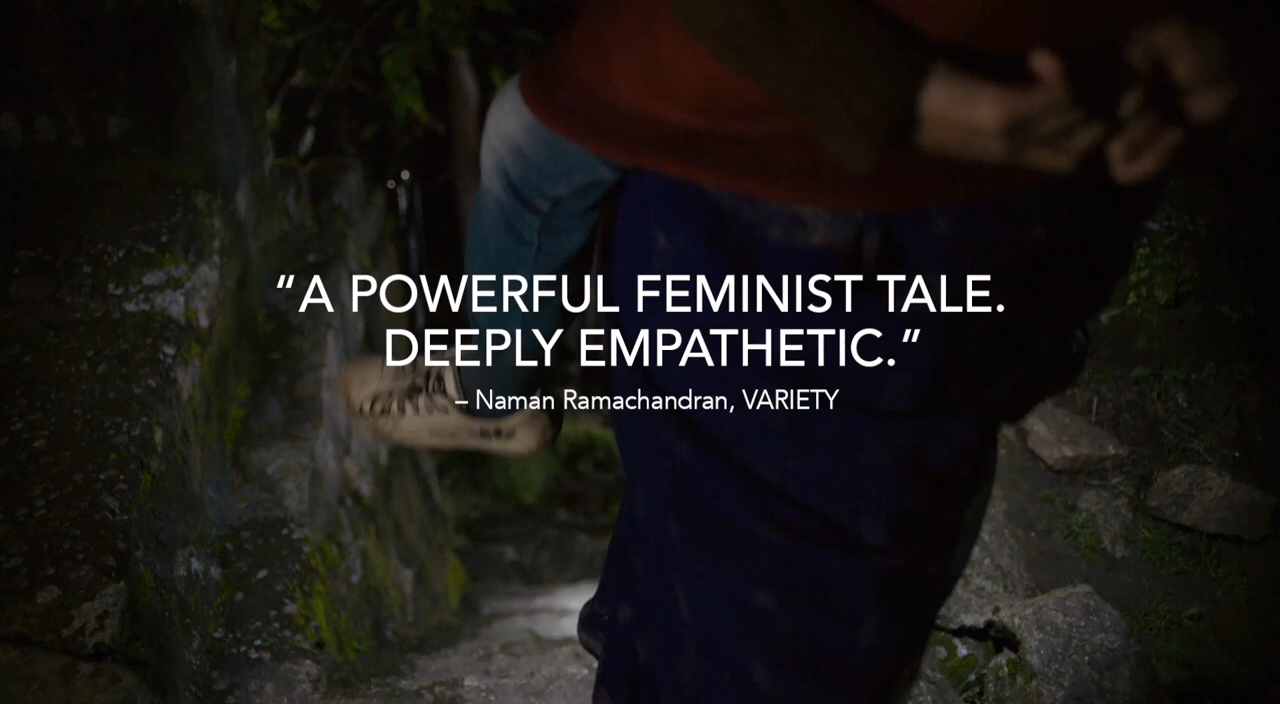 “A POWERFUL FEMINIST TALE.
DEEPLY EMPATHETIC.”
– Naman Ramachandran, VARIETY